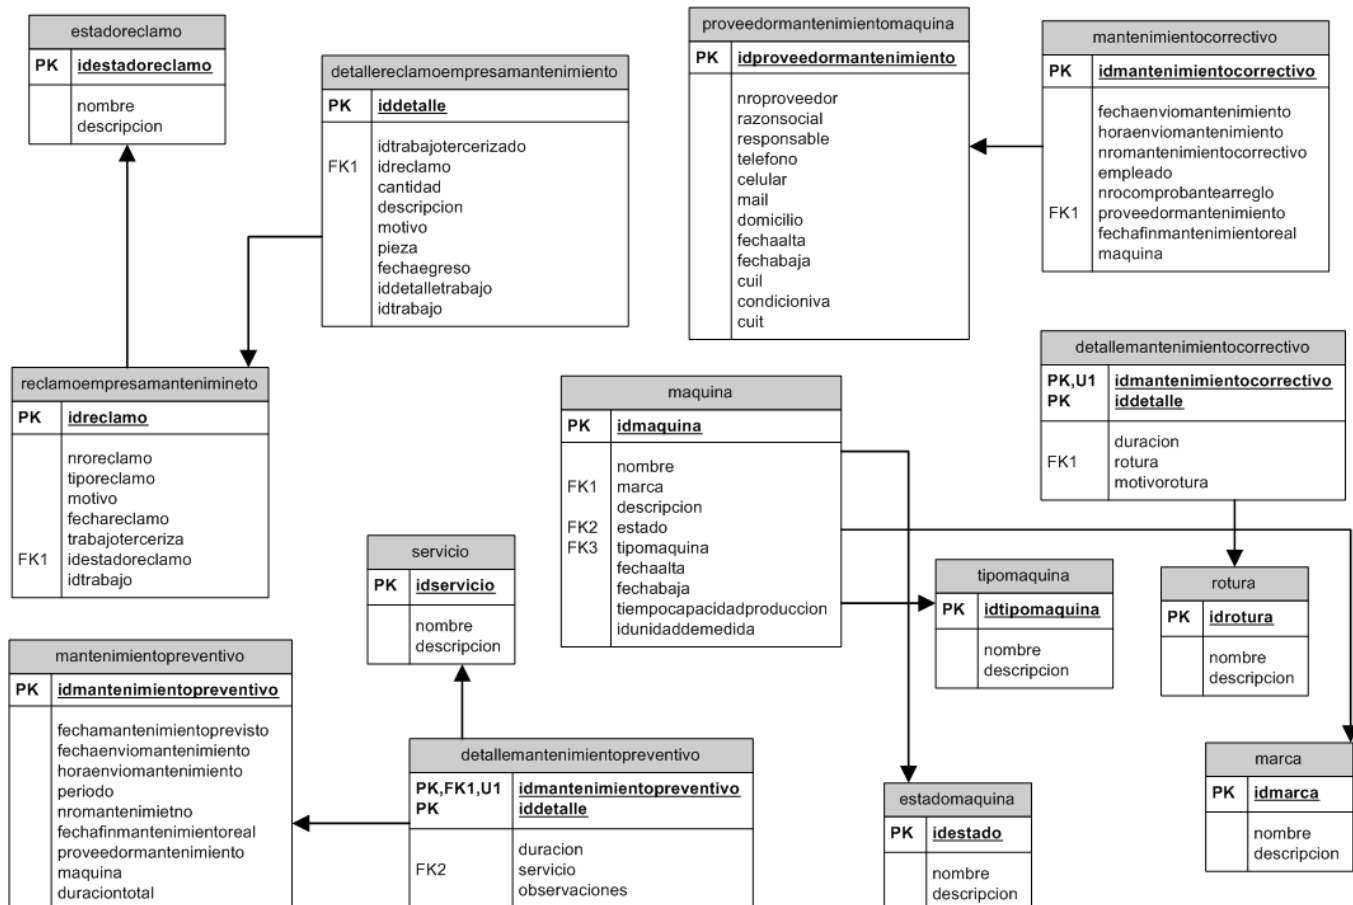 estadoreclamo
PK idestadoreclamo
nombre
descripcion
detallereclamoempresamantenimiento
PK iddetalle
idtrabajotercerizado
FK1 idreclamo
cantidad
descripcion
motivo
pieza
fechaegreso
iddetalletrabajo
idtrabajo
proveedormantenimientomaquina
PK idproveedormantenimiento
nroproveedor
razonsocial
responsable
telefono
celular
mail
domicilio
fechaalta
fechabaja
cuil
condicioniva
cuit
mantenimientocorrectivo
PK idmantenimientocorrectivo
fechaenviomantenimiento
horaenviomantenimiento
nromantenimientocorrectivo
empleado
nrocomprobantearreglo
FK1 proveedormantenimiento
fechafinmantenimientoreal
maquina
reclamoempresamantenimineto
PK idreclamo
nroreclamo
tiporeclamo
motivo
fechareclamo
trabajoterceriza
FK1 idestadoreclamo
idtrabajo
maquina
PK idmaquina
nombre
FK1 marca
descripcion
FK2 estado
FK3 tipomaquina
fechaalta
fechabaja
tiempocapacidadproduccion
idunidaddemedida
detallemantenimientocorrectivo
PK,U1 idmantenimientocorrectivo
PK iddetalle
duracion
FK1 rotura
motivorotura
servicio
PK idservicio
nombre
descripcion
tipomaquina
PK idtipomaquina
nombre
descripcion
rotura
PK idrotura
nombre
descripcion
mantenimientopreventivo
PK idmantenimientopreventivo
fechamantenimientoprevisto
fechaenviomantenimiento
horaenviomantenimiento
periodo
nromantenimietno
fechafinmantenimientoreal
proveedormantenimiento
maquina
duraciontotal
detallemantenimientopreventivo
PK,FK1,U1 idmantenimientopreventivo
PK iddetalle
duracion
FK2 servicio
observaciones
estadomaquina
PK idestado
nombre
descripcion
marca
PK idmarca
nombre
descripcion